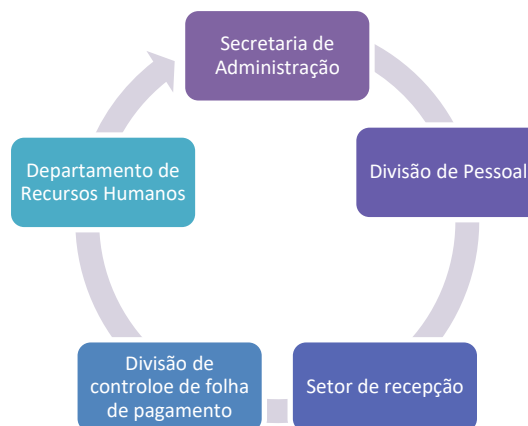 Secretaria de
Administração
Divisão de Pessoal
Setor de recepção
Divisão de
controloe de folha
de pagamento
Departamento de
Recursos Humanos